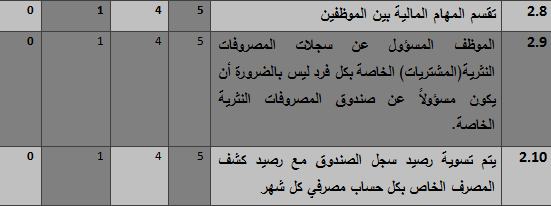 2.8 تقسم المهام المالية بين الموظفين 5 4 1 0
2.9 الموظف المسؤول عن سجلات المصروفات 5 4 1 0
النثرية(المشتريات) الخاصة بكل فرد ليس بالضرورة أن
يكون مسؤولاً عن صندوق المصروفات النثرية
الخاصة.
2.10 يتم تسوية رصيد سجل الصندوق مع رصيد كشف 5 4 1 0
المصرف الخاص بكل حساب مصرفي كل شهر.